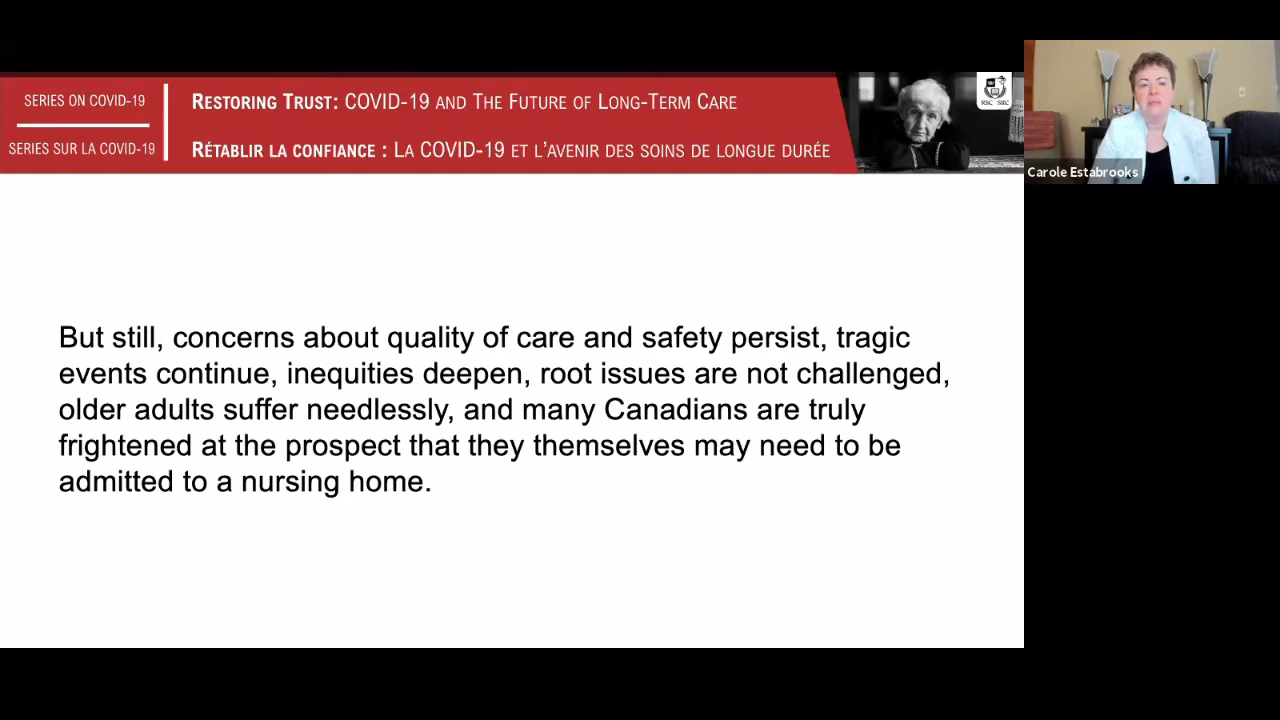 SERIES ON COVID-19
SERIES SUR LA COVID-19
RESTORING TRUST: COVID-19 AND THE FUTURE OF LONG-TERM CARE
RÉTABLIR LA CONFIANCE : LA COVID-19 ET L'AVENIR DES SOINS DE LONGUE DURÉE
RSC SRC
Carole Estabrooks
But still, concerns about quality of care and safety persist, tragic
events continue, inequities deepen, root issues are not challenged,
older adults suffer needlessly, and many Canadians are truly
frightened at the prospect that they themselves may need to be
admitted to a nursing home.